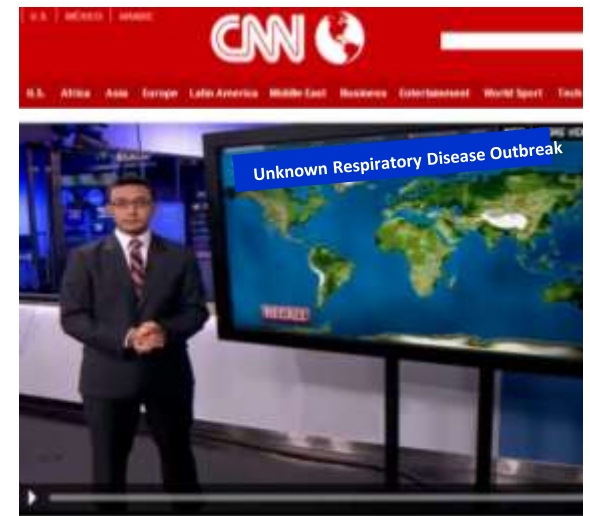 U.S. MÉXICO ARABIC
CNN
U.S. Africa Asia Europe Latin America Middle East Business Entertainment World Sport Tech
Unknown Respiratory Disease Outbreak
RECALL